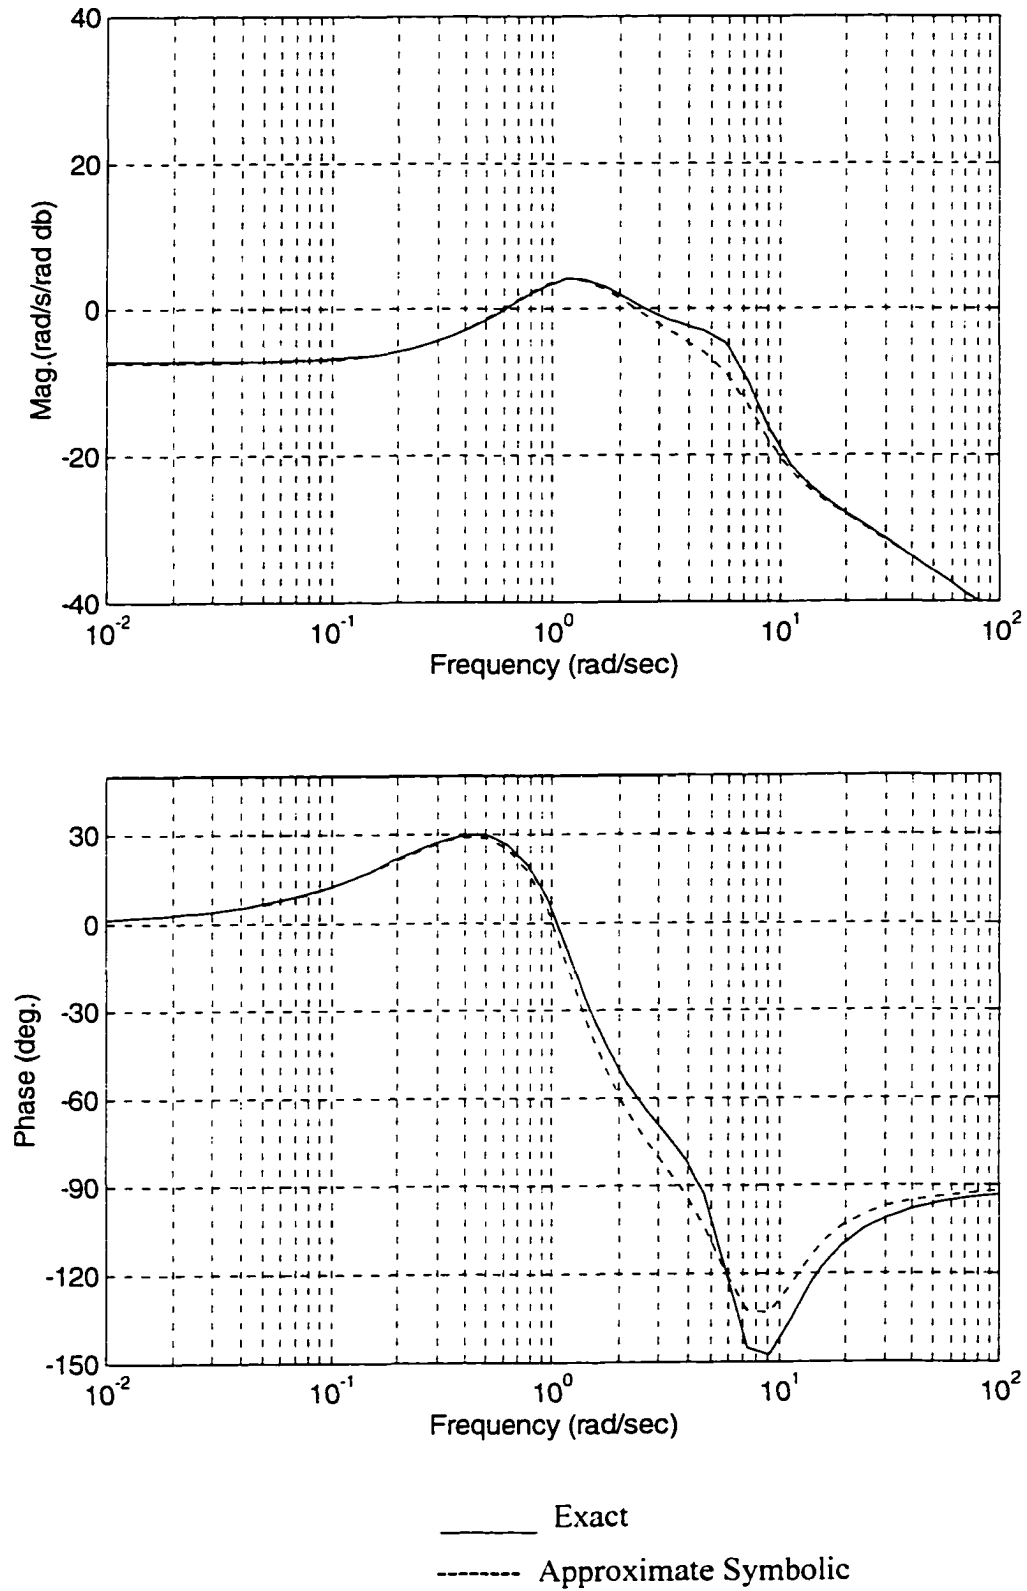 40
20
0
-20
-40
Mag.(rad/s/rad db)
10^-2 10^-1 10^0 10^1 10^2
Frequency (rad/sec)
30
0
-30
-60
-90
-120
-150
Phase (deg.)
10^-2 10^-1 10^0 10^1 10^2
Frequency (rad/sec)
Exact
Approximate Symbolic